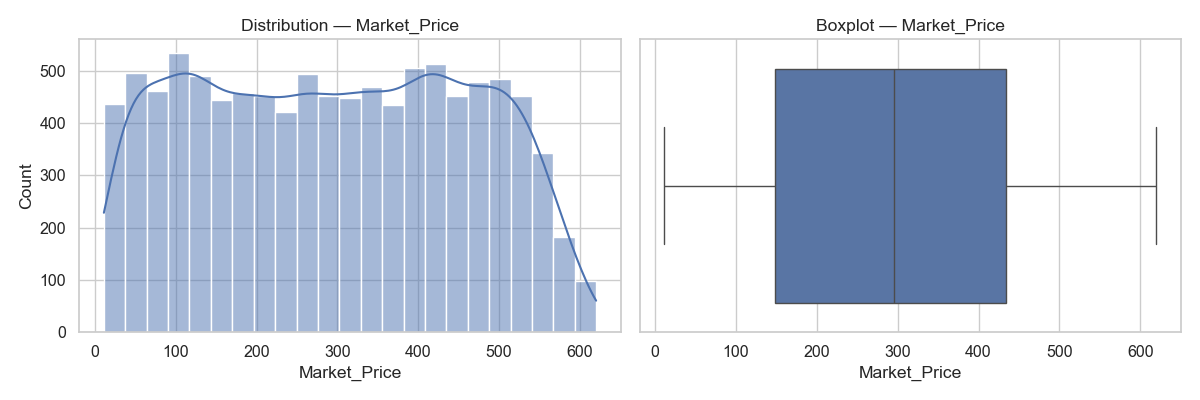 Distribution — Market_Price
Count
500
400
300
200
100
0
0 100 200 300 400 500 600
Market_Price
Boxplot — Market_Price
0 100 200 300 400 500 600
Market_Price